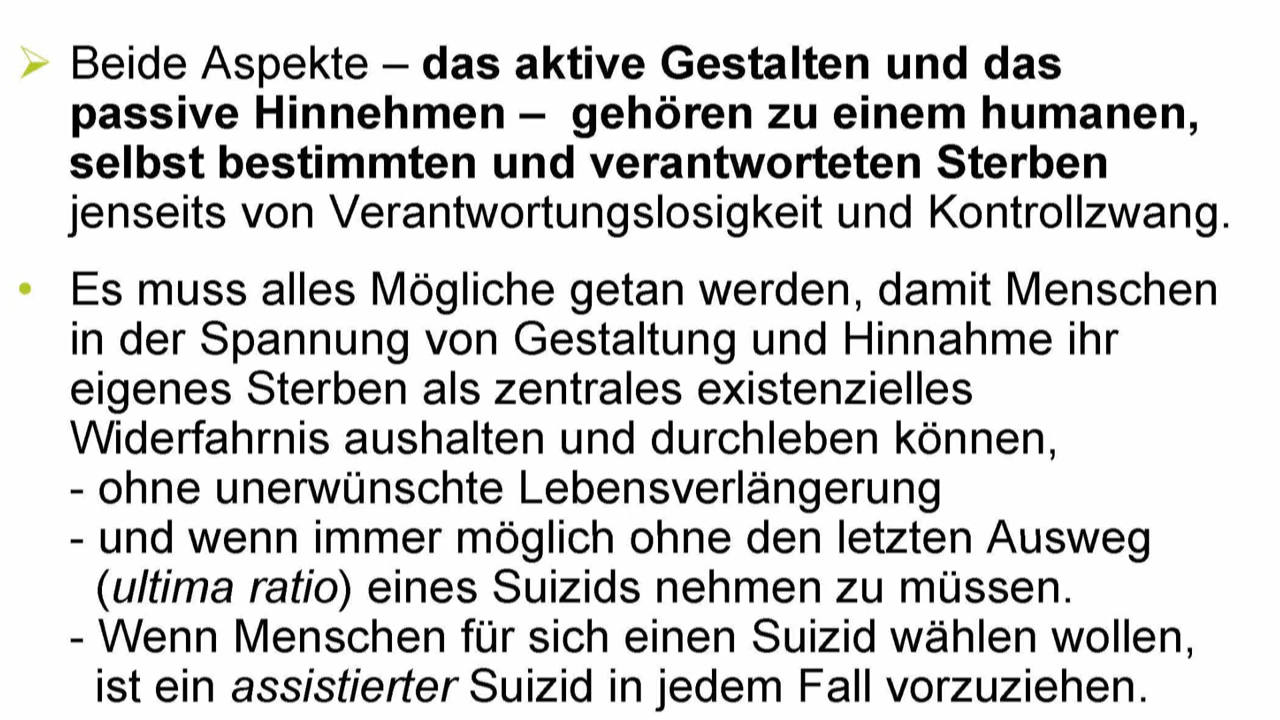 ➢ Beide Aspekte – das aktive Gestalten und das
passive Hinnehmen – gehören zu einem humanen,
selbst bestimmten und verantworteten Sterben
jenseits von Verantwortungslosigkeit und Kontrollzwang.
• Es muss alles Mögliche getan werden, damit Menschen
in der Spannung von Gestaltung und Hinnahme ihr
eigenes Sterben als zentrales existenzielles
Widerfahrnis aushalten und durchleben können,
- ohne unerwünschte Lebensverlängerung
- und wenn immer möglich ohne den letzten Ausweg
(ultima ratio) eines Suizids nehmen zu müssen.
- Wenn Menschen für sich einen Suizid wählen wollen,
ist ein assistierter Suizid in jedem Fall vorzuziehen.